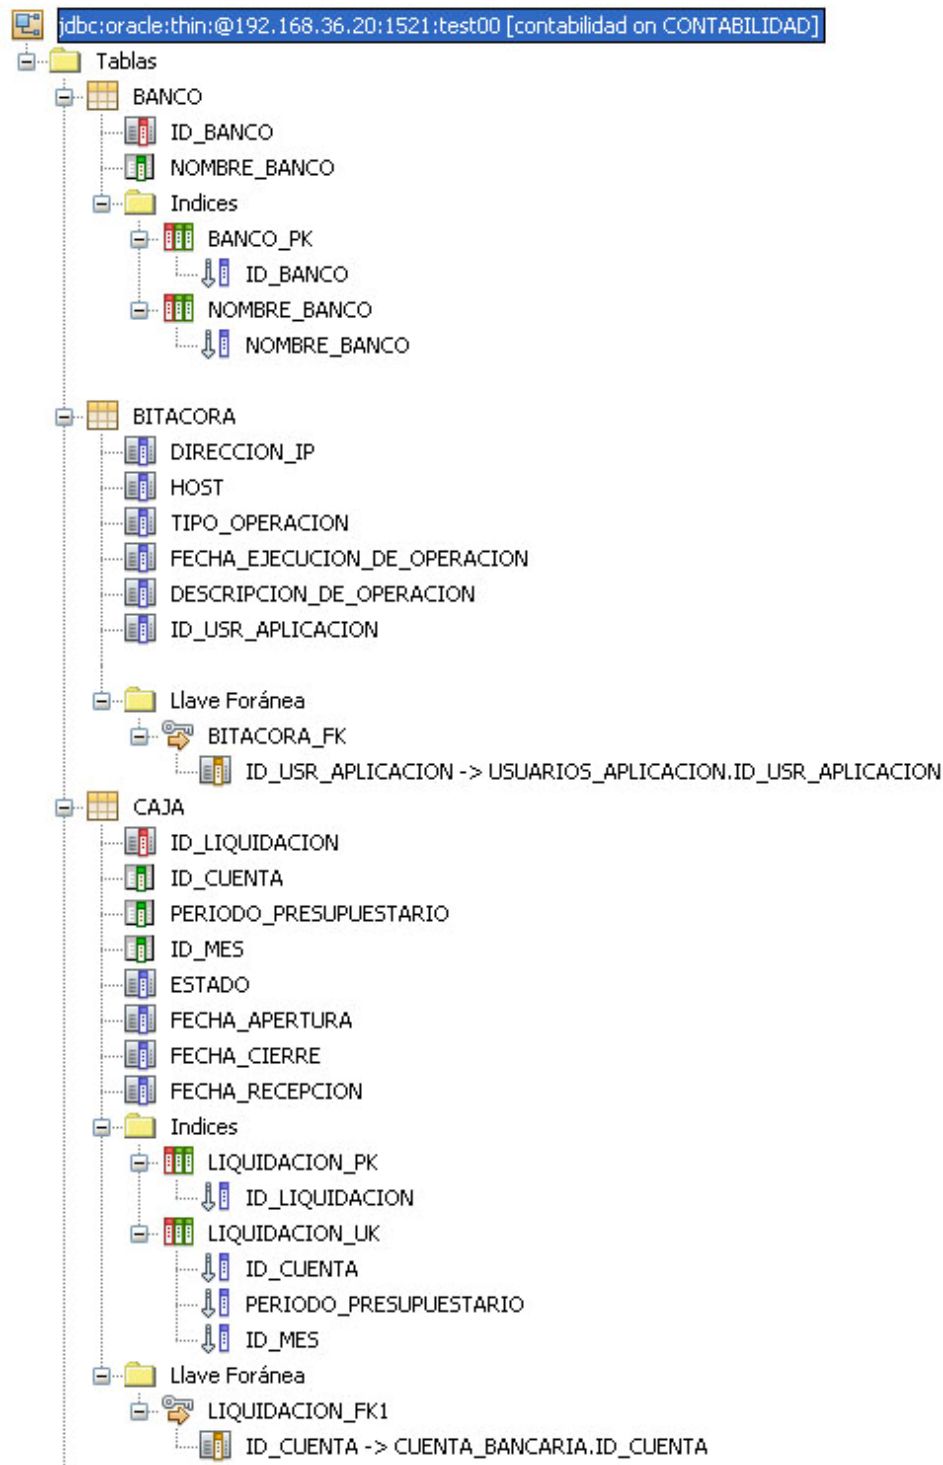 jdbc:oracle:thin:@192.168.36.20:1521:test00 [contabilidad on CONTABILIDAD]
Tablas
BANCO
ID_BANCO
NOMBRE_BANCO
Indices
BANCO_PK
ID_BANCO
NOMBRE_BANCO
NOMBRE_BANCO
BITACORA
DIRECCION_IP
HOST
TIPO_OPERACION
FECHA_EJECUCION_DE_OPERACION
DESCRIPCION_DE_OPERACION
ID_USR_APLICACION
Llave Foránea
BITACORA_FK
ID_USR_APLICACION -> USUARIOS_APLICACION.ID_USR_APLICACION
CAJA
ID_LIQUIDACION
ID_CUENTA
PERIODO_PRESUPUESTARIO
ID_MES
ESTADO
FECHA_APERTURA
FECHA_CIERRE
FECHA_RECEPCION
Indices
LIQUIDACION_PK
ID_LIQUIDACION
LIQUIDACION_UK
ID_CUENTA
PERIODO_PRESUPUESTARIO
ID_MES
Llave Foránea
LIQUIDACION_FK1
ID_CUENTA -> CUENTA_BANCARIA.ID_CUENTA